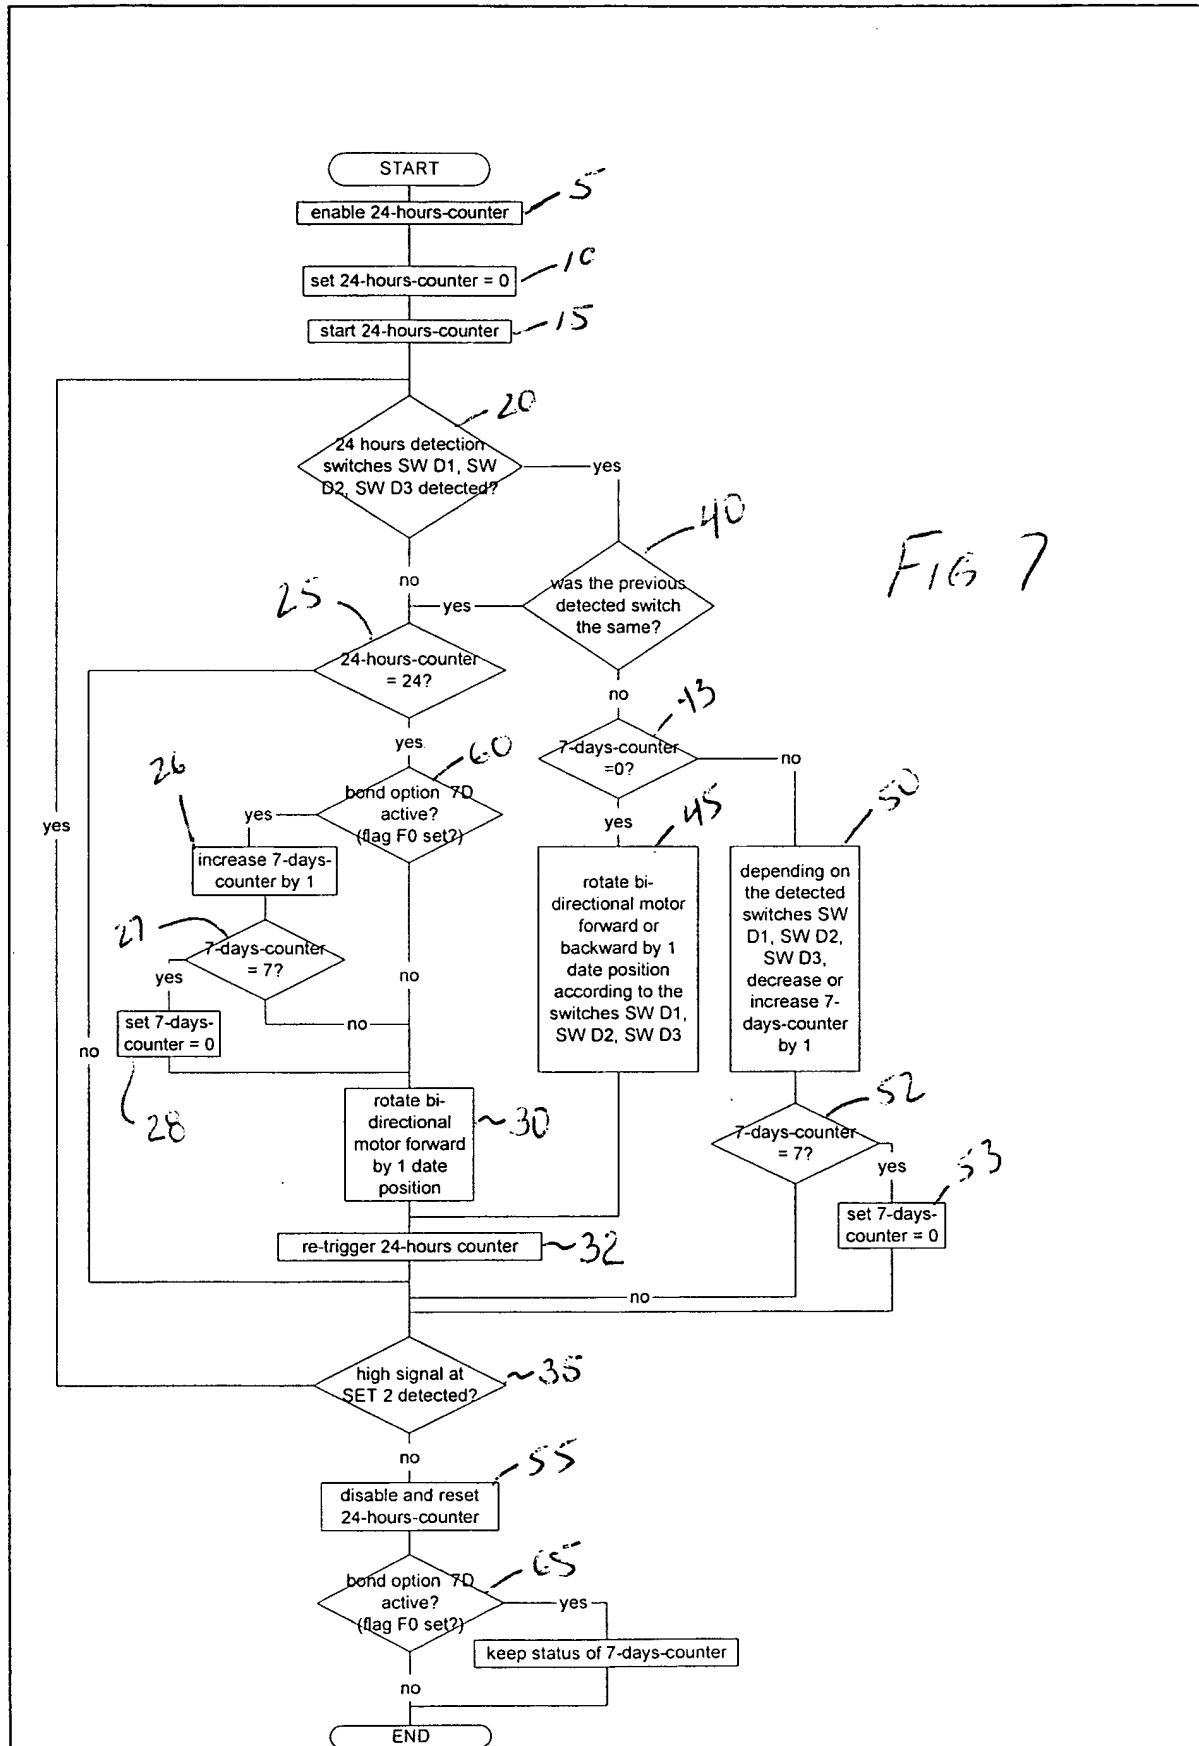 START
enable 24-hours-counter
5
set 24-hours-counter = 0
10
start 24-hours-counter
15
20
24 hours detection
switches SW D1, SW
D2, SW D3 detected?
yes
40
FIG 7
no
was the previous
detected switch
the same?
25
yes
24-hours-counter
= 24?
no
43
yes
60
7-days-counter
=0?
no
26
bond option 7D
active?
(flag F0 set?)
yes
yes
45
50
yes
increase 7-days-
counter by 1
rotate bi-
directional motor
forward or
backward by 1
date position
according to the
switches SW D1,
SW D2, SW D3
depending on
the detected
switches SW
D1, SW D2,
SW D3,
decrease or
increase 7-
days-counter
by 1
27
7-days-counter
= 7?
yes
no
no
set 7-days-
counter = 0
no
28
rotate bi-
directional
motor forward
by 1 date
position
30
52
7-days-counter
= 7?
yes
53
set 7-days-
counter = 0
re-trigger 24-hours counter
32
no
high signal at
SET 2 detected?
35
no
55
disable and reset
24-hours-counter
65
bond option 7D
active?
(flag F0 set?)
yes
keep status of 7-days-counter
no
END